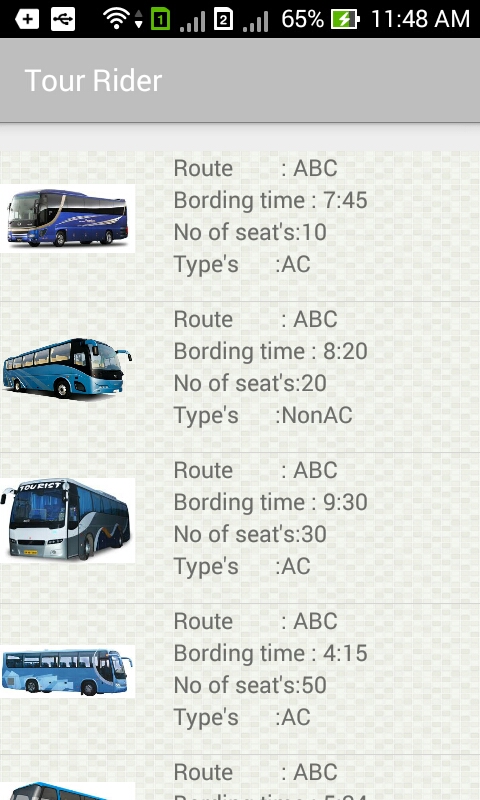 1 2 65% 11:48 AM
Tour Rider
Route : ABC
Bording time : 7:45
No of seat's:10
Type's :AC
Route : ABC
Bording time : 8:20
No of seat's:20
Type's :NonAC
TOURIST
Route : ABC
Bording time : 9:30
No of seat's:30
Type's :AC
Route : ABC
Bording time : 4:15
No of seat's:50
Type's :AC
Route : ABC